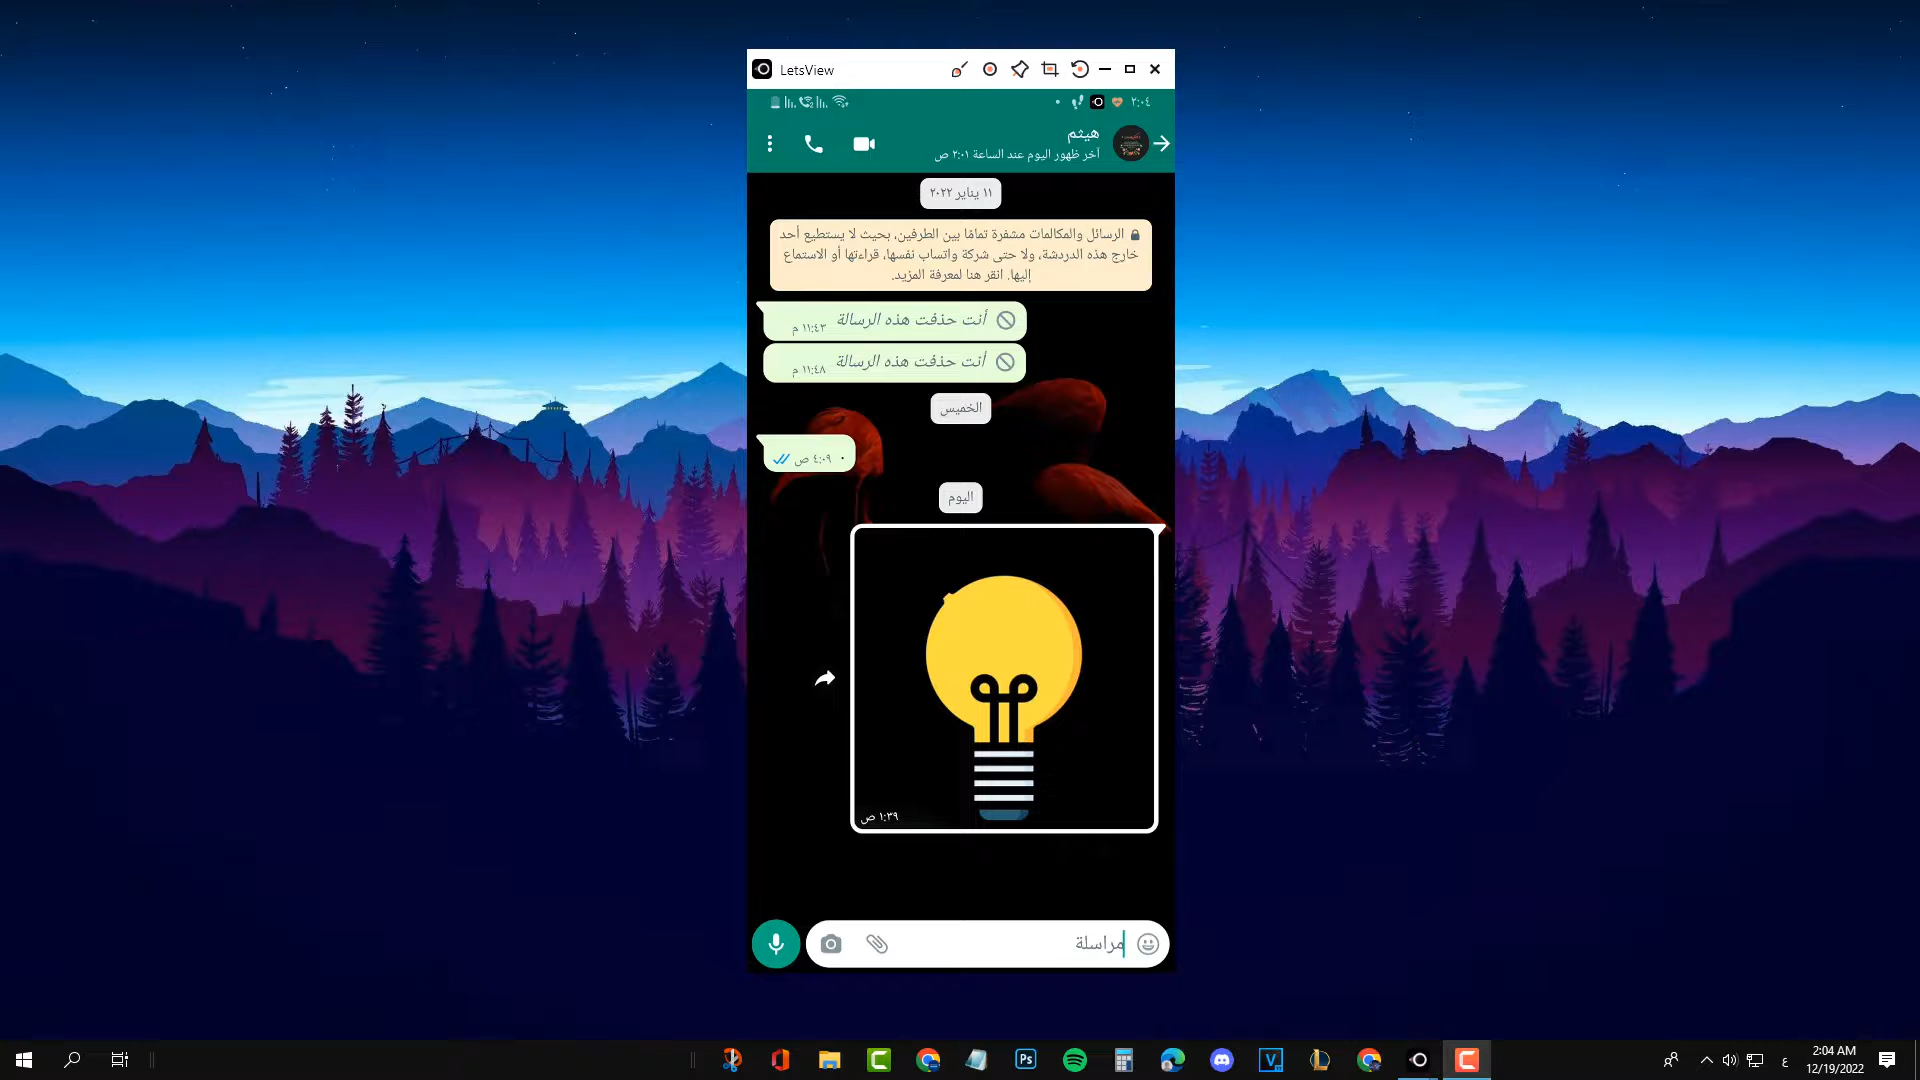 LetsView
٢:٠٤
هيثم
آخر ظهور اليوم عند الساعة ٢:٠١ ص
١١ يناير ٢٠٢٢
الرسائل والمكالمات مشفرة تمامًا بين الطرفين، بحيث لا يستطيع أحد
خارج هذه الدردشة، ولا حتى شركة واتساب نفسها، قراءتها أو الاستماع
إليها. انقر هنا لمعرفة المزيد.
أنت حذفت هذه الرسالة ١١:٤٣ م
أنت حذفت هذه الرسالة ١١:٤٨ م
الخميس
٤:٠٩ ص
اليوم
١:٣٩ ص
مراسلة
Ps
V
ع
2:04 AM
12/19/2022